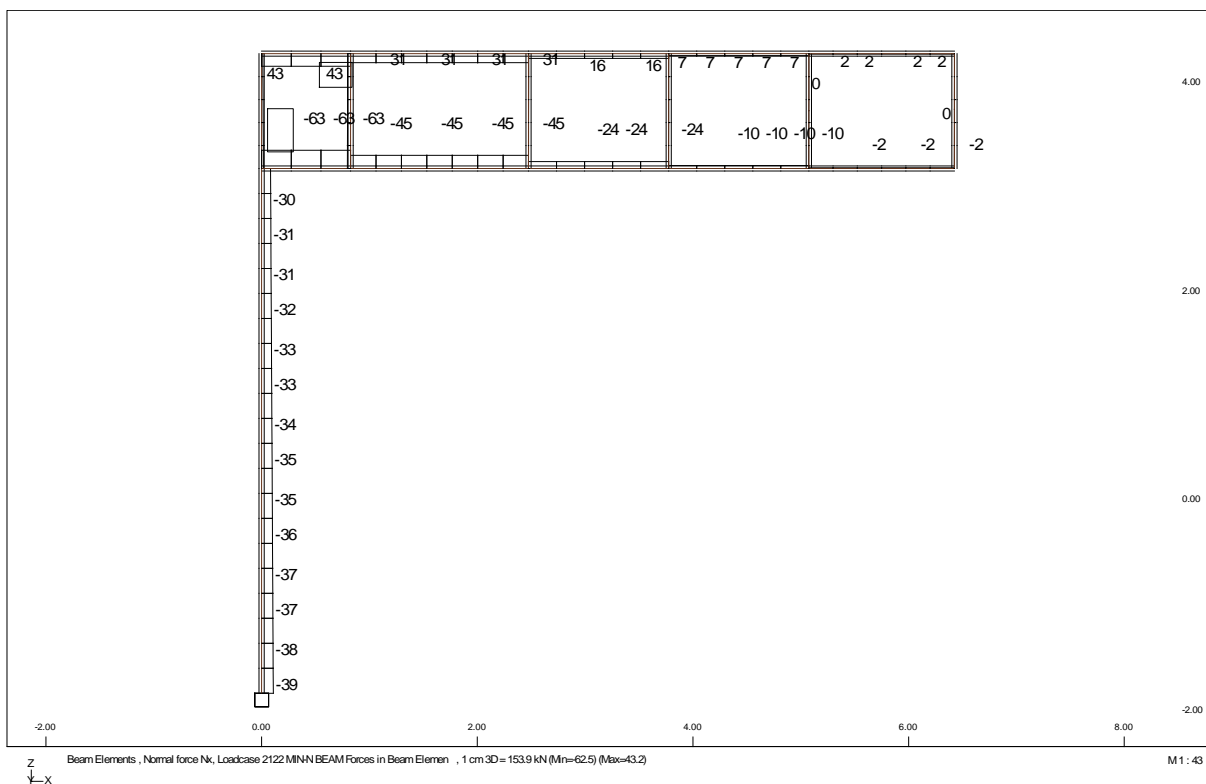 31 31 31 31 16 16 7 7 7 7 7 2 2 2 2
43 43 0 4.00
-63 -63 -63 -45 -45 -45 -45 -24 -24 -24 -10 -10 -10 -10 0
-2 -2 -2
-30
-31
-31
2.00
-32
-33
-33
-34
-35
-35 0.00
-36
-37
-37
-38
-39
-2.00
-2.00 0.00 2.00 4.00 6.00 8.00
Z
Y X
Beam Elements , Normal force Nx, Loadcase 2122 MIN-N BEAM Forces in Beam Elemen , 1 cm 3D = 153.9 kN (Min=-62.5) (Max=43.2)
M 1 : 43